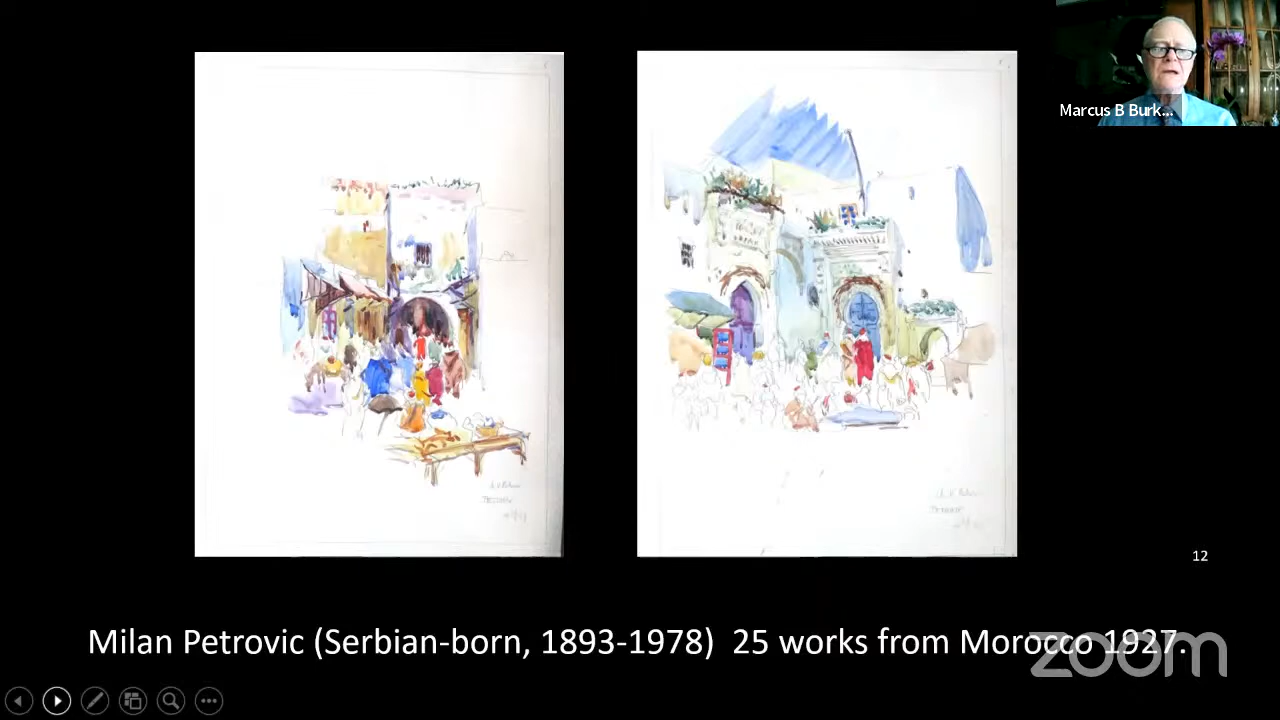 Marcus B Burk...
12
Milan Petrovic (Serbian-born, 1893-1978)  25 works from Morocco 1927.
zoom